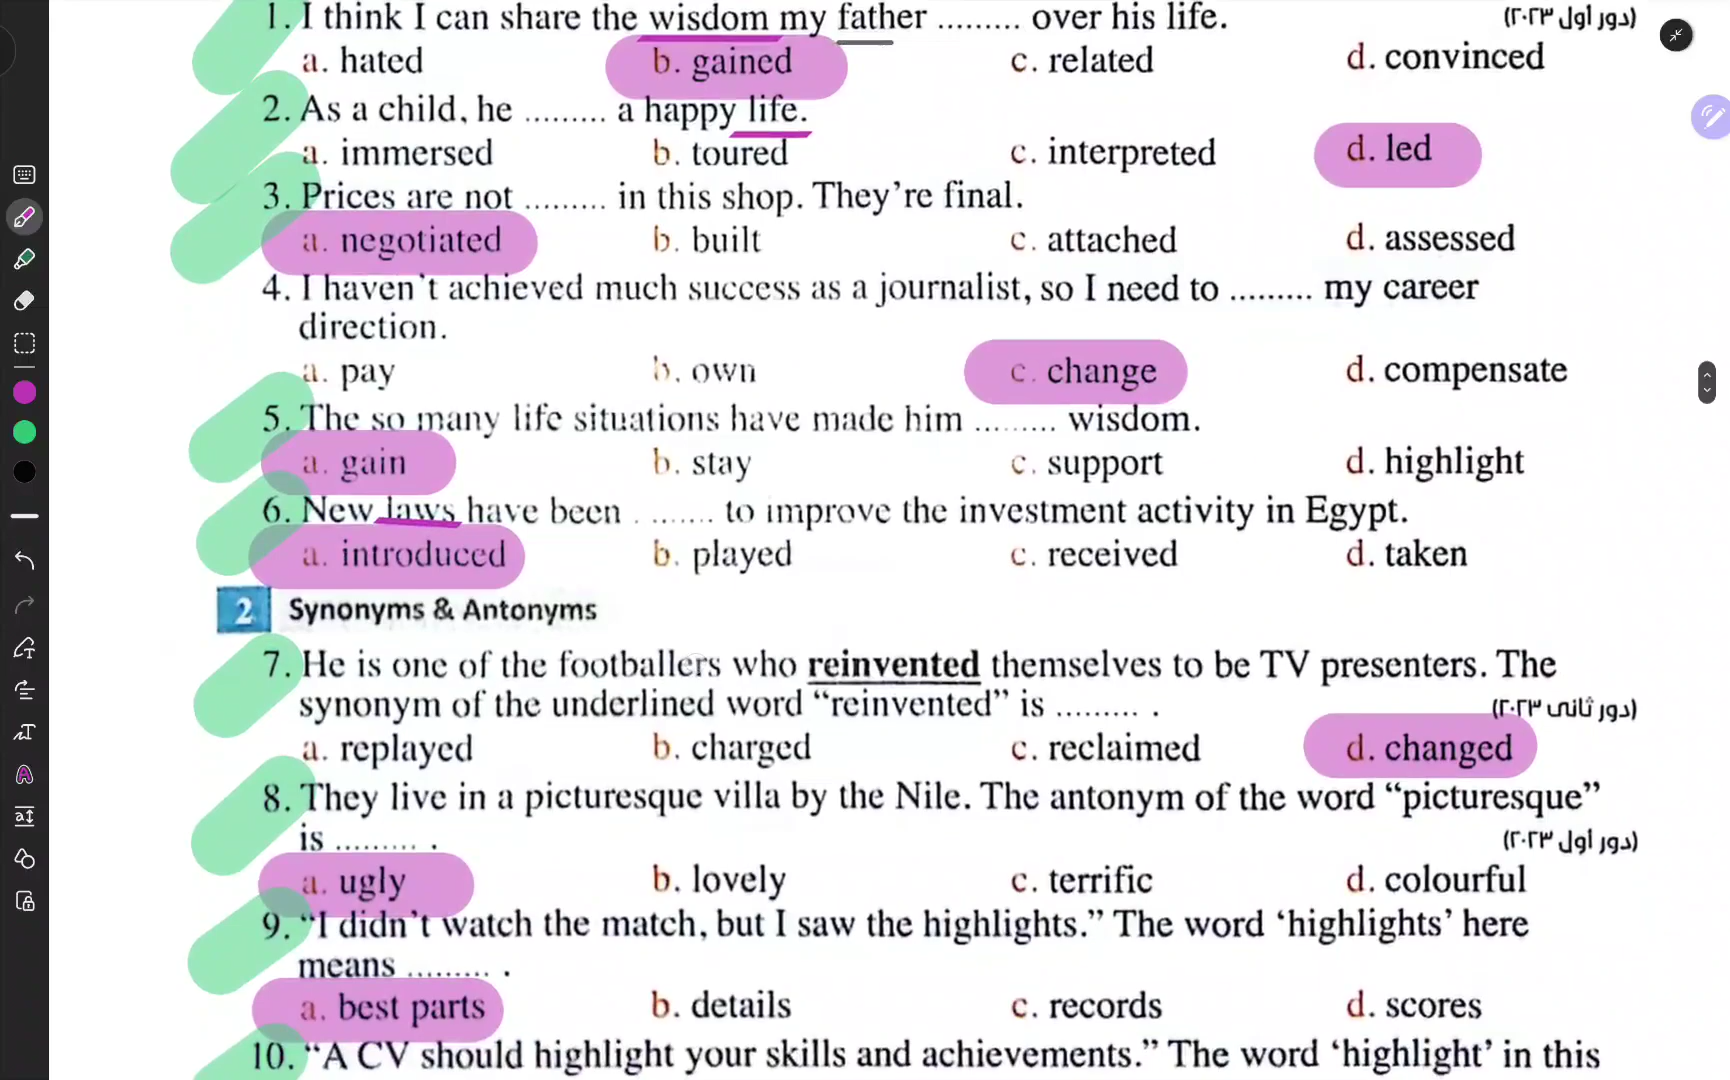 1. I think I can share the wisdom my father ......... over his life. (دور أول ٢٠٢٣)
a. hated b. gained c. related d. convinced
2. As a child, he ......... a happy life.
a. immersed b. toured c. interpreted d. led
3. Prices are not ......... in this shop. They're final.
a. negotiated b. built c. attached d. assessed
4. I haven't achieved much success as a journalist, so I need to ......... my career
direction.
a. pay b. own c. change d. compensate
5. The so many life situations have made him ......... wisdom.
a. gain b. stay c. support d. highlight
6. New laws have been ......... to improve the investment activity in Egypt.
a. introduced b. played c. received d. taken
2 Synonyms & Antonyms
7. He is one of the footballers who reinvented themselves to be TV presenters. The
synonym of the underlined word “reinvented” is ......... . (دور ثانى ٢٠٢٣)
a. replayed b. charged c. reclaimed d. changed
8. They live in a picturesque villa by the Nile. The antonym of the word “picturesque”
is ......... . (دور أول ٢٠٢٣)
a. ugly b. lovely c. terrific d. colourful
9. “I didn't watch the match, but I saw the highlights.” The word ‘highlights’ here
means ......... .
a. best parts b. details c. records d. scores
10. “A CV should highlight your skills and achievements.” The word ‘highlight’ in this